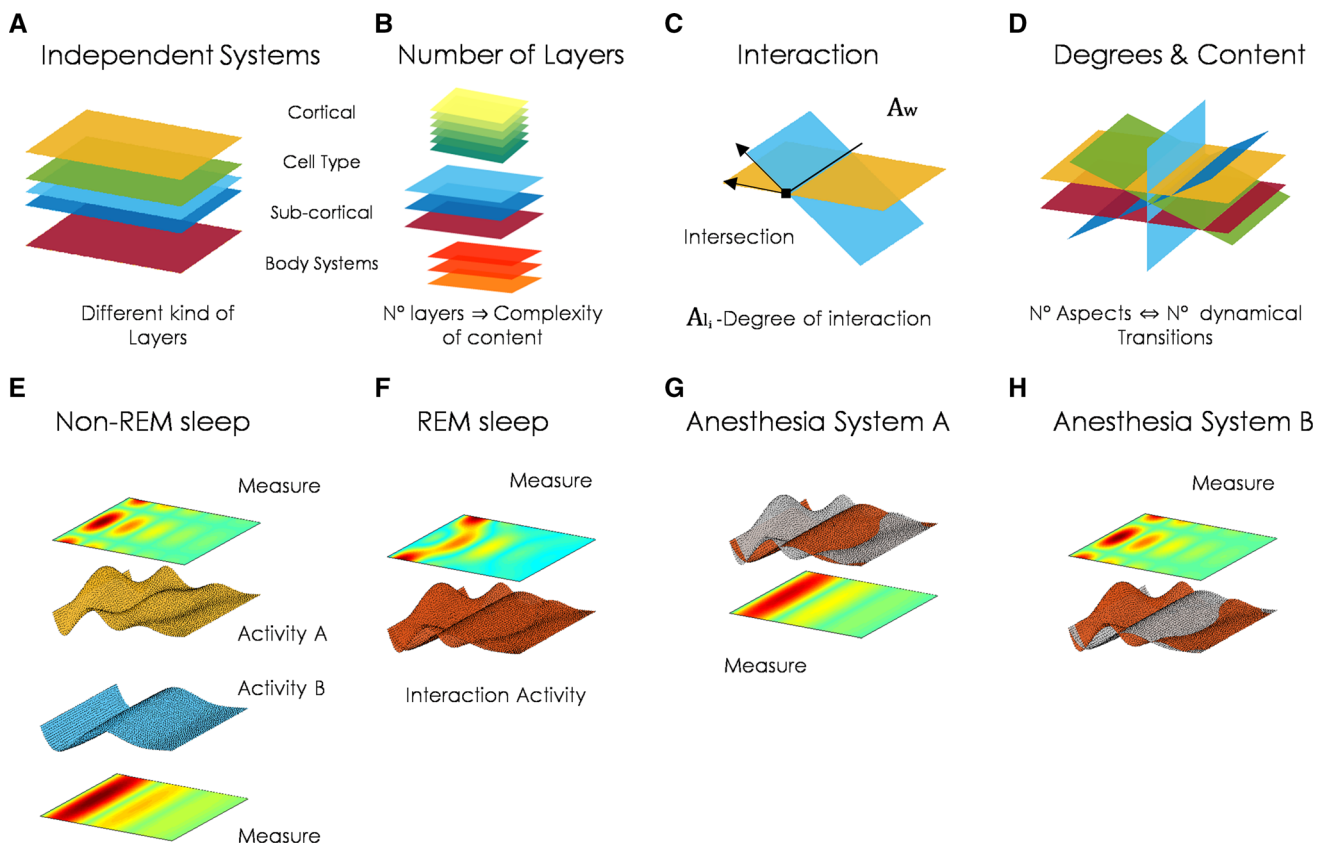 A
Independent Systems
Cortical
Cell Type
Sub-cortical
Body Systems
Different kind of
Layers
B
Number of Layers
N° layers ⇒ Complexity
of content
C
Interaction
Aw
Intersection
Al_i -Degree of interaction
D
Degrees & Content
N° Aspects ⇔ N° dynamical
Transitions
E
Non-REM sleep
Measure
Activity A
Activity B
Measure
F
REM sleep
Measure
Interaction Activity
G
Anesthesia System A
Measure
H
Anesthesia System B
Measure